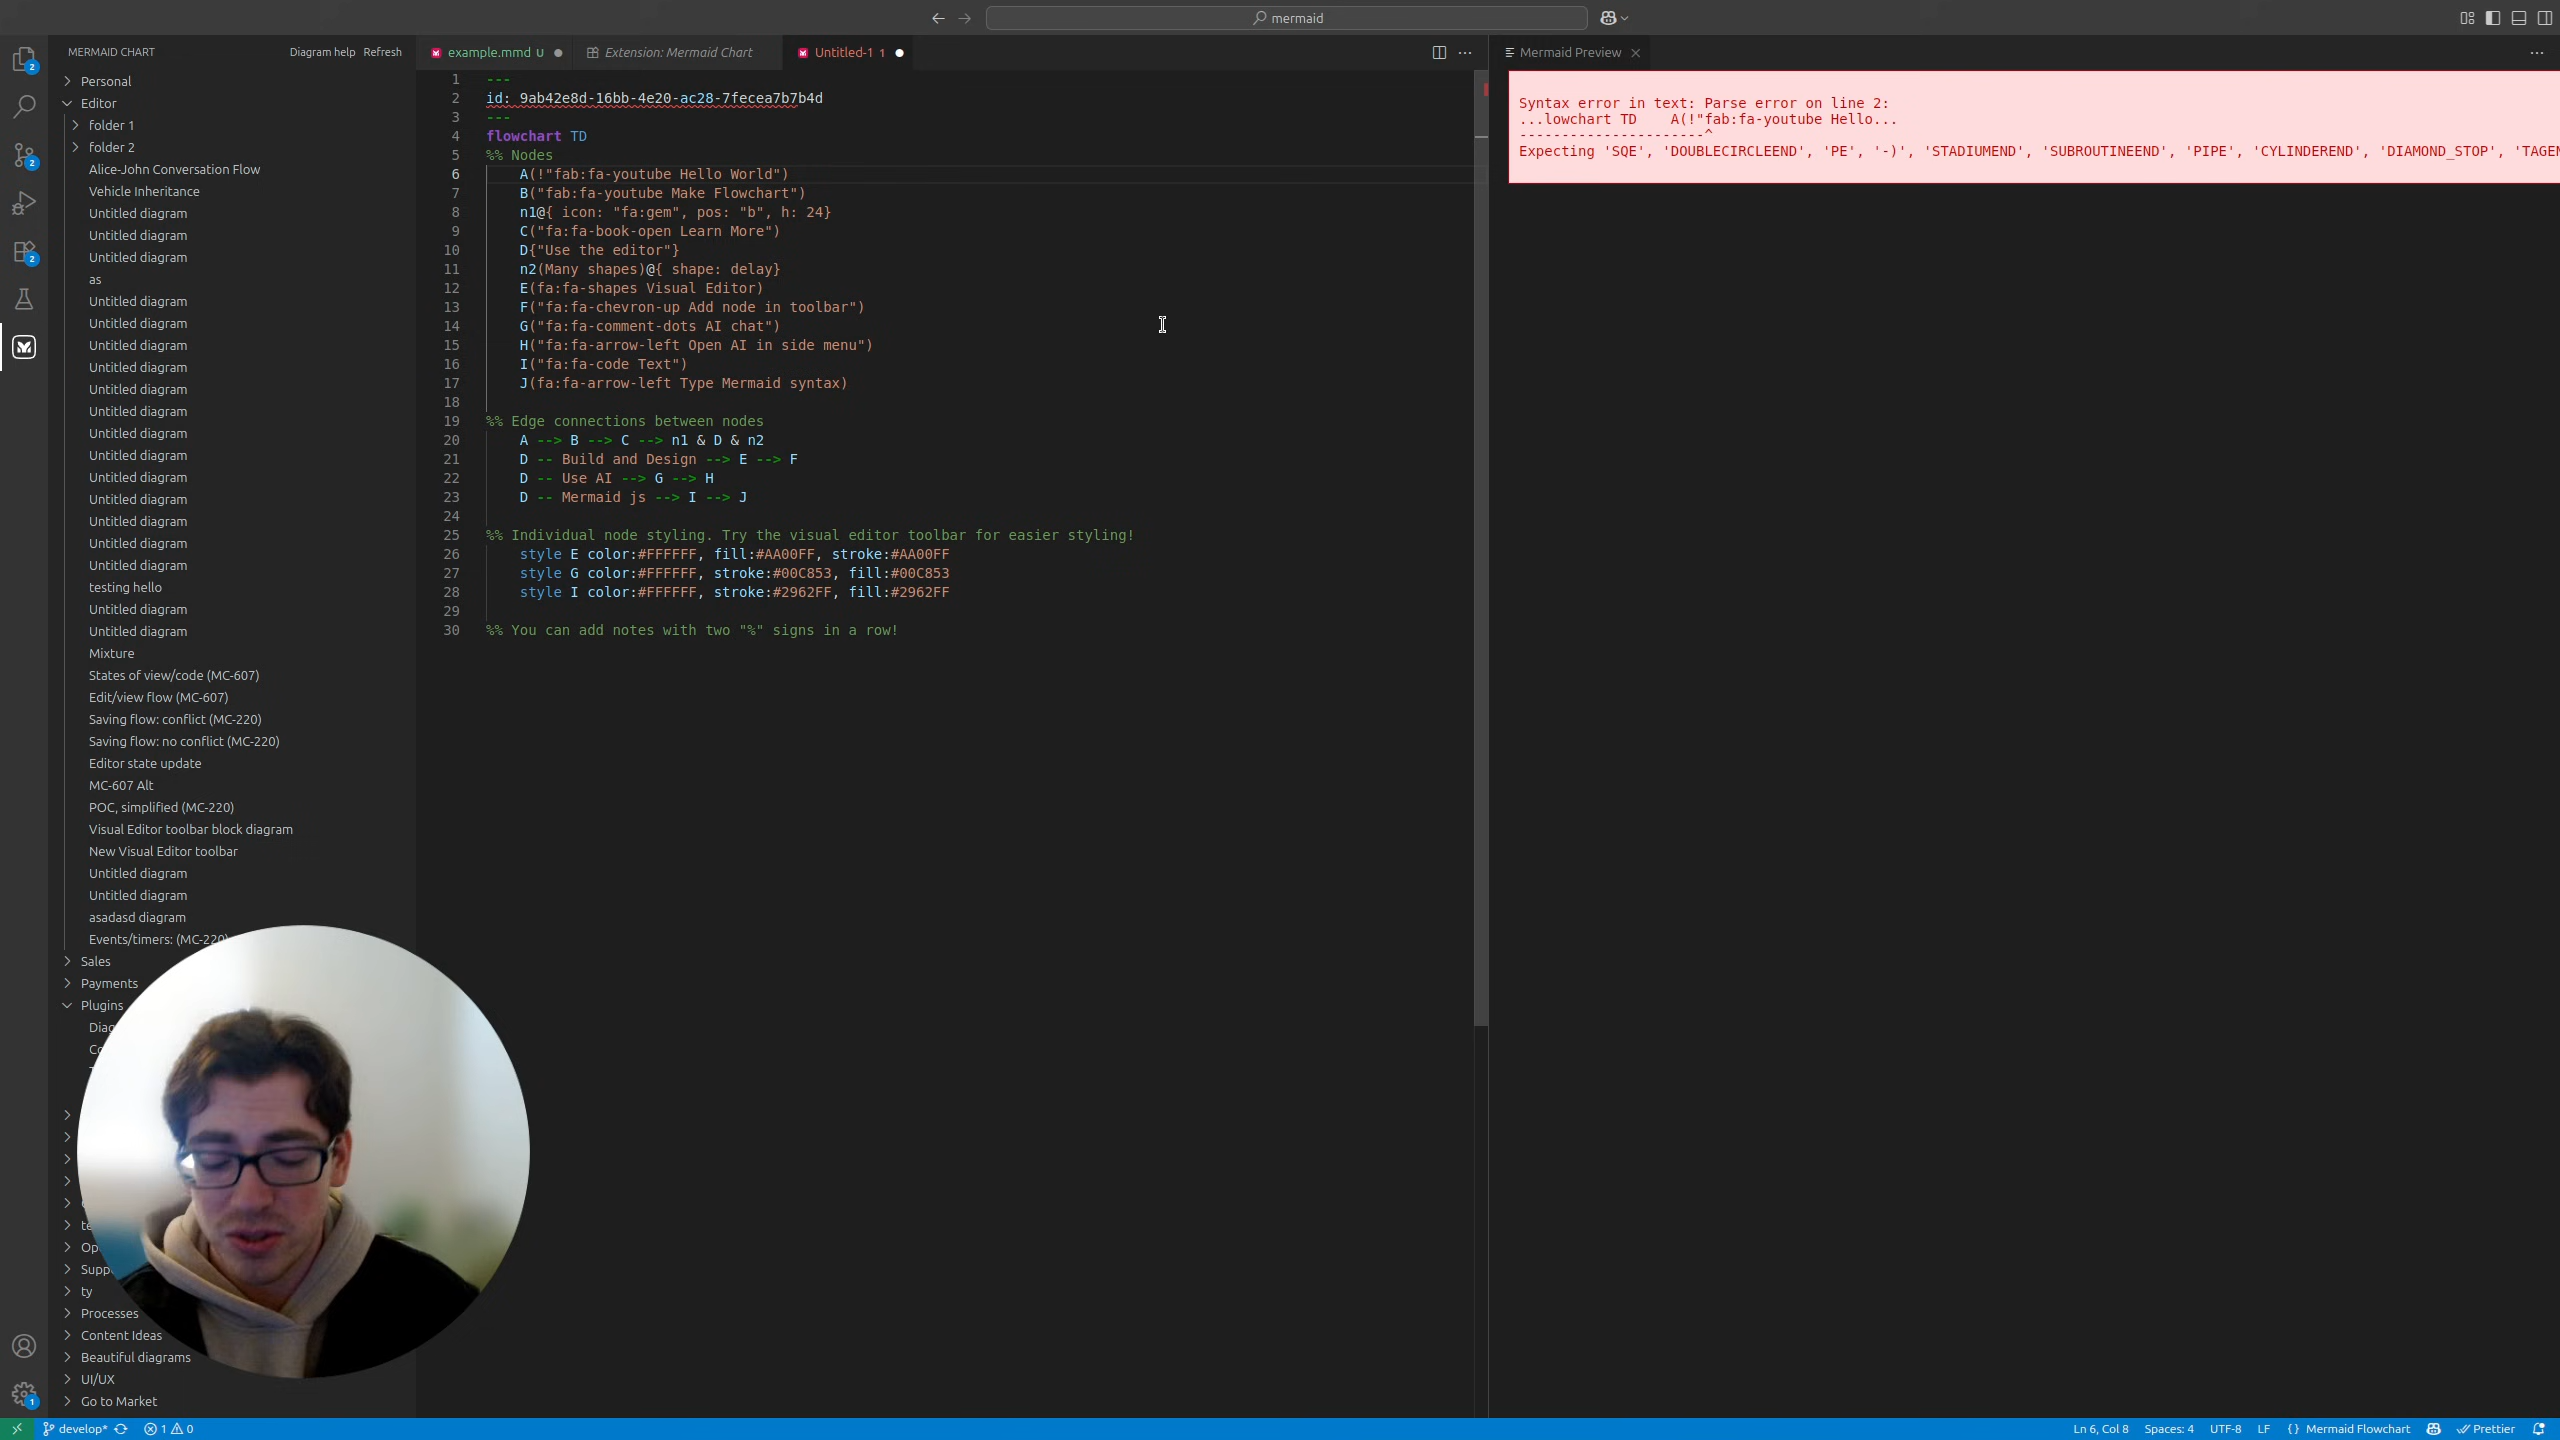 mermaid
MERMAID CHART
Diagram help
Refresh
Personal
Editor
folder 1
folder 2
Alice-John Conversation Flow
Vehicle Inheritance
Untitled diagram
Untitled diagram
Untitled diagram
as
Untitled diagram
Untitled diagram
Untitled diagram
Untitled diagram
Untitled diagram
Untitled diagram
Untitled diagram
Untitled diagram
Untitled diagram
Untitled diagram
Untitled diagram
Untitled diagram
Untitled diagram
testing hello
Untitled diagram
Untitled diagram
Mixture
States of view/code (MC-607)
Edit/view flow (MC-607)
Saving flow: conflict (MC-220)
Saving flow: no conflict (MC-220)
Editor state update
MC-607 Alt
POC, simplified (MC-220)
Visual Editor toolbar block diagram
New Visual Editor toolbar
Untitled diagram
Untitled diagram
asadasd diagram
Events/timers: (MC-220)
Sales
Payments
Plugins
ty
Processes
Content Ideas
Beautiful diagrams
UI/UX
Go to Market
2
2
2
1
example.mmd U
Extension: Mermaid Chart
Untitled-1 1
1 ---
2 id: 9ab42e8d-16bb-4e20-ac28-7fecea7b7b4d
3 ---
4 flowchart TD
5 %% Nodes
6 A(!"fab:fa-youtube Hello World")
7 B("fab:fa-youtube Make Flowchart")
8 n1@{ icon: "fa:gem", pos: "b", h: 24}
9 C("fa:fa-book-open Learn More")
10 D{"Use the editor"}
11 n2(Many shapes)@{ shape: delay}
12 E(fa:fa-shapes Visual Editor)
13 F("fa:fa-chevron-up Add node in toolbar")
14 G("fa:fa-comment-dots AI chat")
15 H("fa:fa-arrow-left Open AI in side menu")
16 I("fa:fa-code Text")
17 J(fa:fa-arrow-left Type Mermaid syntax)
18
19 %% Edge connections between nodes
20 A --> B --> C --> n1 & D & n2
21 D -- Build and Design --> E --> F
22 D -- Use AI --> G --> H
23 D -- Mermaid js --> I --> J
24
25 %% Individual node styling. Try the visual editor toolbar for easier styling!
26 style E color:#FFFFFF, fill:#AA00FF, stroke:#AA00FF
27 style G color:#FFFFFF, stroke:#00C853, fill:#00C853
28 style I color:#FFFFFF, stroke:#2962FF, fill:#2962FF
29
30 %% You can add notes with two "%" signs in a row!
Mermaid Preview
Syntax error in text: Parse error on line 2:
...lowchart TD    A(!"fab:fa-youtube Hello...
----------------------^
Expecting 'SQE', 'DOUBLECIRCLEEND', 'PE', '-)', 'STADIUMEND', 'SUBROUTINEEND', 'PIPE', 'CYLINDEREND', 'DIAMOND_STOP', 'TAGEN
develop*
1 0
Ln 6, Col 8
Spaces: 4
UTF-8
LF
{ } Mermaid Flowchart
Prettier